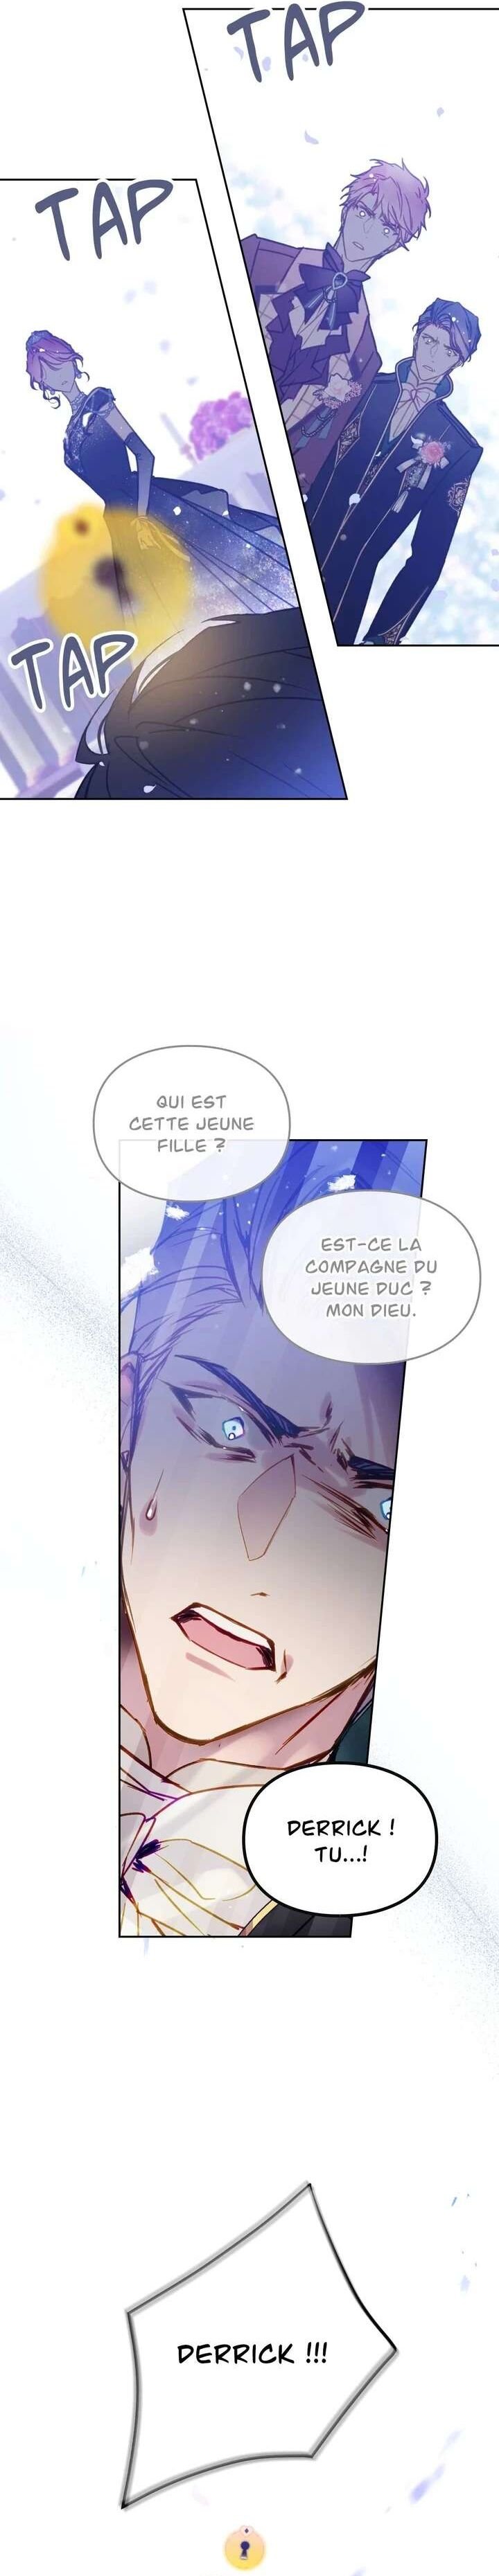 TAP
TAP
TAP
QUI EST
CETTE JEUNE
FILLE ?
EST-CE LA
COMPAGNE DU
JEUNE DUC ?
MON DIEU.
DERRICK !
TU...!
DERRICK !!!